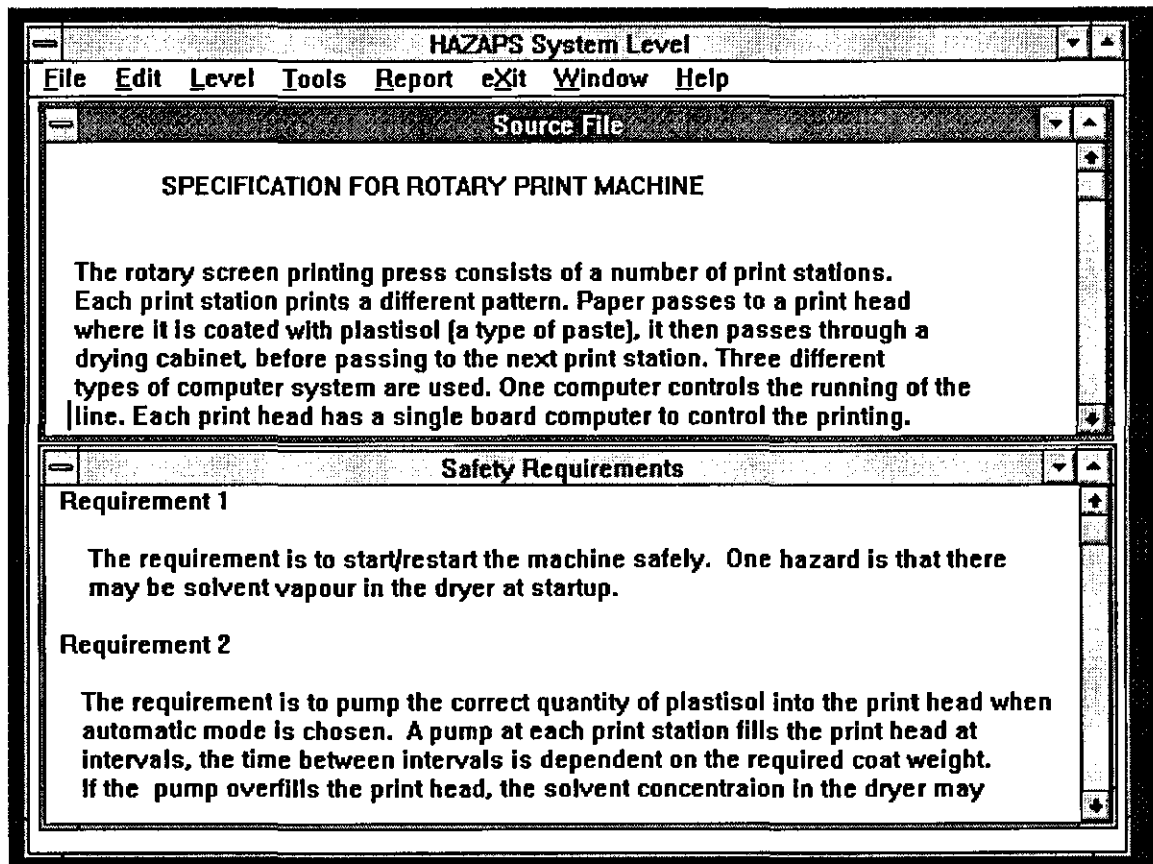 HAZAPS System Level
File Edit Level Tools Report eXit Window Help
Source File
SPECIFICATION FOR ROTARY PRINT MACHINE
The rotary screen printing press consists of a number of print stations.
Each print station prints a different pattern. Paper passes to a print head
where it is coated with plastisol (a type of paste), it then passes through a
drying cabinet, before passing to the next print station. Three different
types of computer system are used. One computer controls the running of the
line. Each print head has a single board computer to control the printing.
Safety Requirements
Requirement 1
The requirement is to start/restart the machine safely. One hazard is that there
may be solvent vapour in the dryer at startup.
Requirement 2
The requirement is to pump the correct quantity of plastisol into the print head when
automatic mode is chosen. A pump at each print station fills the print head at
intervals, the time between intervals is dependent on the required coat weight.
If the pump overfills the print head, the solvent concentraion in the dryer may